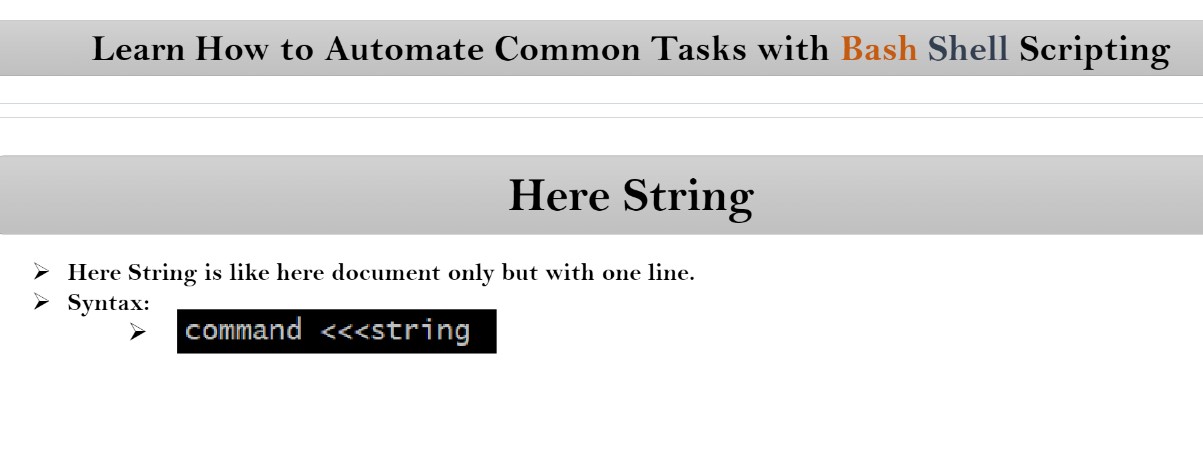 Learn How to Automate Common Tasks with Bash Shell Scripting
Here String
➢ Here String is like here document only but with one line.
➢ Syntax:
➢ command <<<string